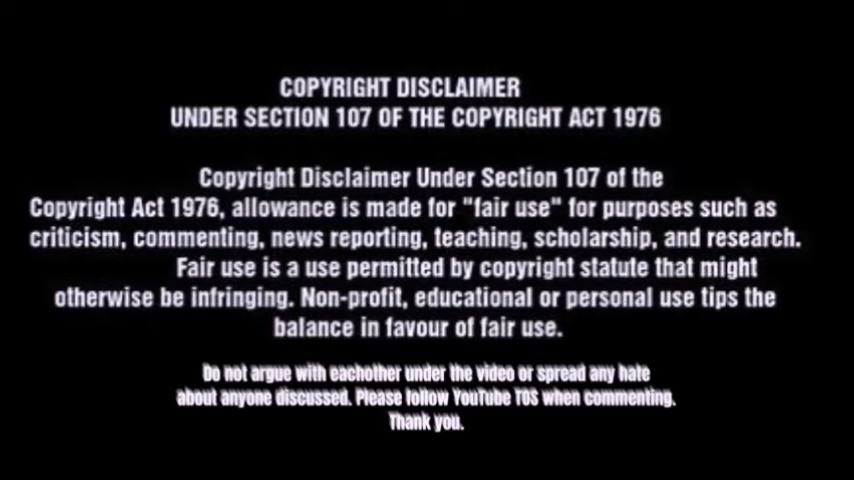 COPYRIGHT DISCLAIMER
UNDER SECTION 107 OF THE COPYRIGHT ACT 1976
Copyright Disclaimer Under Section 107 of the
Copyright Act 1976, allowance is made for "fair use" for purposes such as
criticism, commenting, news reporting, teaching, scholarship, and research.
Fair use is a use permitted by copyright statute that might
otherwise be infringing. Non-profit, educational or personal use tips the
balance in favour of fair use.
Do not argue with eachother under the video or spread any hate
about anyone discussed. Please follow YouTube TOS when commenting.
Thank you.